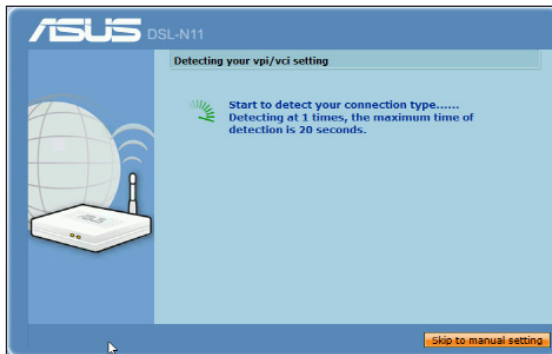 ASUS DSL-N11
Detecting your vpi/vci setting
Start to detect your connection type......
Detecting at 1 times, the maximum time of
detection is 20 seconds.
ASUS
Skip to manual setting